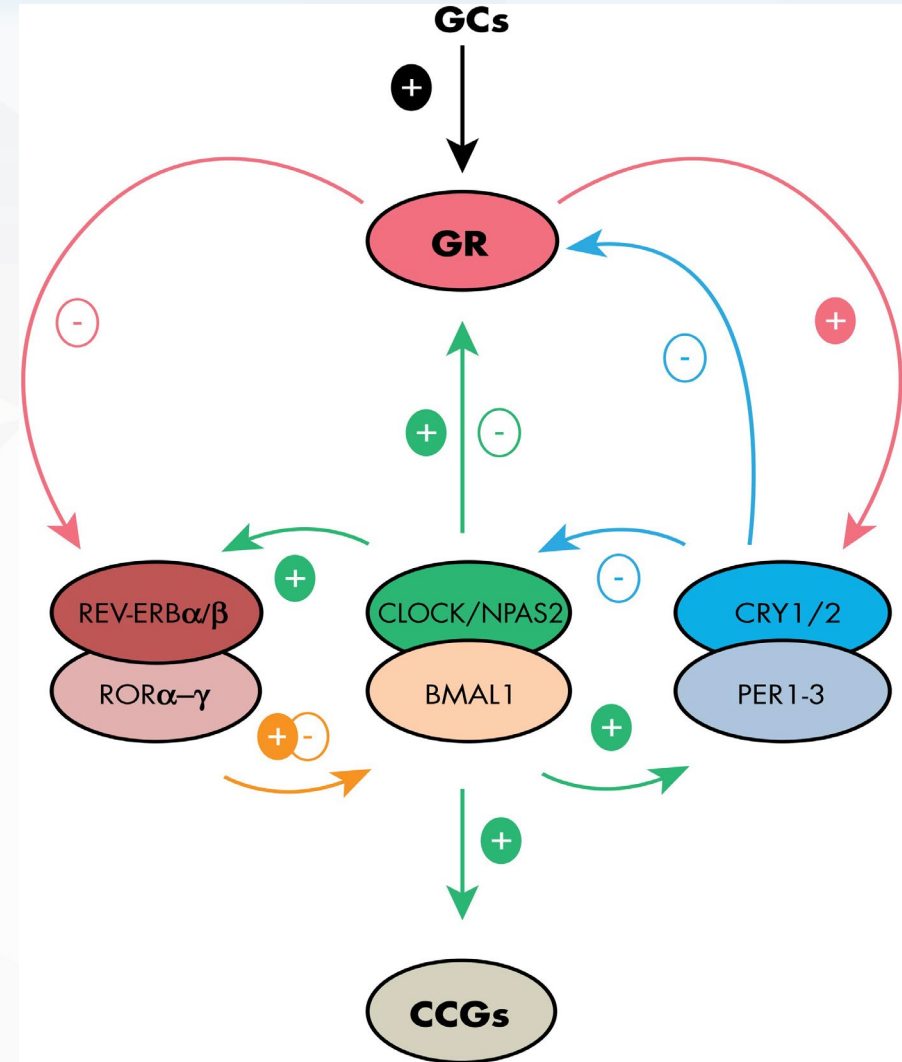 GCs
+
GR
-
+
-
+ -
+
-
REV-ERBα/β
CLOCK/NPAS2
CRY1/2
RORα–γ
BMAL1
PER1-3
+ -
+
+
CCGs